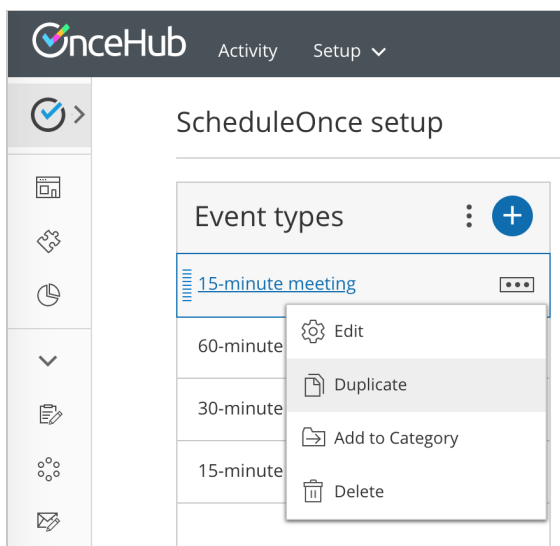 OnceHub Activity Setup
ScheduleOnce setup
Event types
15-minute meeting
Edit
60-minute
Duplicate
30-minute
Add to Category
15-minute
Delete